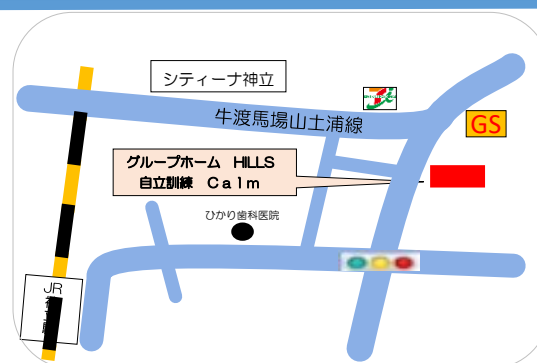 シティーナ神立
牛渡馬場山土浦線
GS
グループホーム HILLS
自立訓練 Calm
ひかり歯科医院
JR